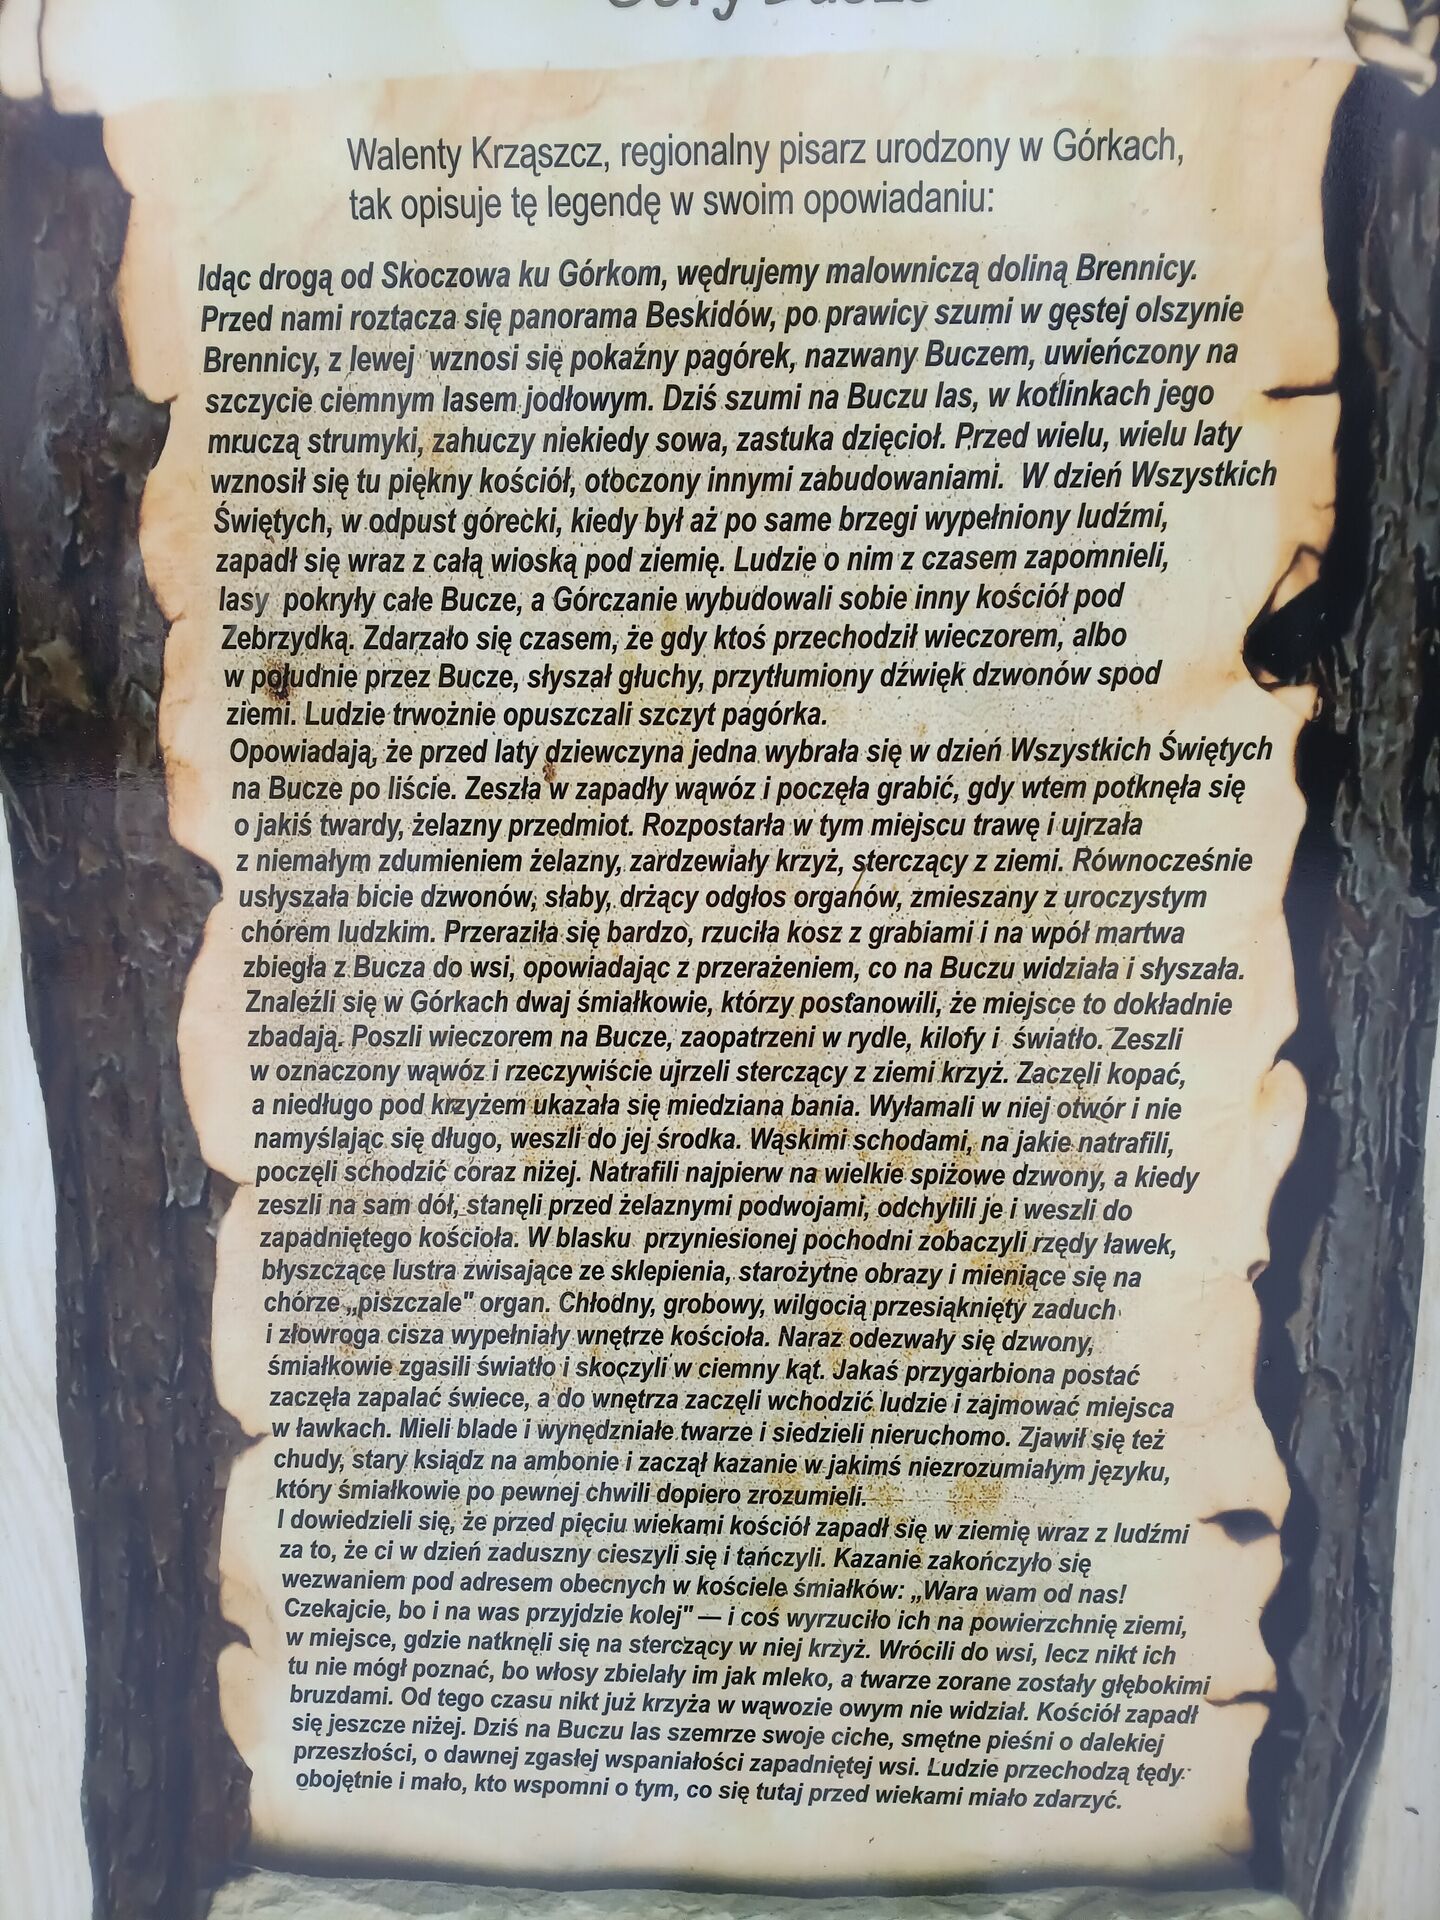 Walenty Krząszcz, regionalny pisarz urodzony w Górkach,
tak opisuje tę legendę w swoim opowiadaniu:
Idąc drogą od Skoczowa ku Górkom, wędrujemy malowniczą doliną Brennicy.
Przed nami roztacza się panorama Beskidów, po prawicy szumi w gęstej olszynie
Brennicy, z lewej wznosi się pokaźny pagórek, nazwany Buczem, uwieńczony na
szczycie ciemnym lasem jodłowym. Dziś szumi na Buczu las, w kotlinkach jego
mruczą strumyki, zahuczy niekiedy sowa, zastuka dzięcioł. Przed wielu, wielu laty
wznosił się tu piękny kościół, otoczony innymi zabudowaniami. W dzień Wszystkich
Świętych, w odpust górecki, kiedy był aż po same brzegi wypełniony ludźmi,
zapadł się wraz z całą wioską pod ziemię. Ludzie o nim z czasem zapomnieli,
lasy pokryły całe Bucze, a Górczanie wybudowali sobie inny kościół pod
Zebrzydką. Zdarzało się czasem, że gdy ktoś przechodził wieczorem, albo
w południe przez Bucze, słyszał głuchy, przytłumiony dźwięk dzwonów spod
ziemi. Ludzie trwożnie opuszczali szczyt pagórka.
Opowiadają, że przed laty dziewczyna jedna wybrała się w dzień Wszystkich Świętych
na Bucze po liście. Zeszła w zapadły wąwóz i poczęła grabić, gdy wtem potknęła się
o jakiś twardy, żelazny przedmiot. Rozpostarła w tym miejscu trawę i ujrzała
z niemałym zdumieniem żelazny, zardzewiały krzyż, sterczący z ziemi. Równocześnie
usłyszała bicie dzwonów, słaby, drżący odgłos organów, zmieszany z uroczystym
chórem ludzkim. Przeraziła się bardzo, rzuciła kosz z grabiami i na wpół martwa
zbiegła z Bucza do wsi, opowiadając z przerażeniem, co na Buczu widziała i słyszała.
Znaleźli się w Górkach dwaj śmiałkowie, którzy postanowili, że miejsce to dokładnie
zbadają. Poszli wieczorem na Bucze, zaopatrzeni w rydle, kilofy i światło. Zeszli
w oznaczony wąwóz i rzeczywiście ujrzeli sterczący z ziemi krzyż. Zaczęli kopać,
a niedługo pod krzyżem ukazała się miedziana bania. Wyłamali w niej otwór i nie
namyślając się długo, weszli do jej środka. Wąskimi schodami, na jakie natrafili,
poczęli schodzić coraz niżej. Natrafili najpierw na wielkie spiżowe dzwony, a kiedy
zeszli na sam dół, stanęli przed żelaznymi podwojami, odchylili je i weszli do
zapadniętego kościoła. W blasku przyniesionej pochodni zobaczyli rzędy ławek,
błyszczące lustra zwisające ze sklepienia, starożytne obrazy i mieniące się na
chórze „piszczale" organ. Chłodny, grobowy, wilgocią przesiąknięty zaduch
i złowroga cisza wypełniały wnętrze kościoła. Naraz odezwały się dzwony,
śmiałkowie zgasili światło i skoczyli w ciemny kąt. Jakaś przygarbiona postać
zaczęła zapalać świece, a do wnętrza zaczęli wchodzić ludzie i zajmować miejsca
w ławkach. Mieli blade i wynędzniałe twarze i siedzieli nieruchomo. Zjawił się też
chudy, stary ksiądz na ambonie i zaczął kazanie w jakimś niezrozumiałym języku,
który śmiałkowie po pewnej chwili dopiero zrozumieli.
I dowiedzieli się, że przed pięciu wiekami kościół zapadł się w ziemię wraz z ludźmi
za to, że ci w dzień zaduszny cieszyli się i tańczyli. Kazanie zakończyło się
wezwaniem pod adresem obecnych w kościele śmiałków: „Wara wam od nas!
Czekajcie, bo i na was przyjdzie kolej" — i coś wyrzuciło ich na powierzchnię ziemi,
w miejsce, gdzie natknęli się na sterczący w niej krzyż. Wrócili do wsi, lecz nikt ich
tu nie mógł poznać, bo włosy zbielały im jak mleko, a twarze zorane zostały głębokimi
bruzdami. Od tego czasu nikt już krzyża w wąwozie owym nie widział. Kościół zapadł
się jeszcze niżej. Dziś na Buczu las szemrze swoje ciche, smętne pieśni o dalekiej
przeszłości, o dawnej zgasłej wspaniałości zapadniętej wsi. Ludzie przechodzą tędy
obojętnie i mało, kto wspomni o tym, co się tutaj przed wiekami miało zdarzyć.